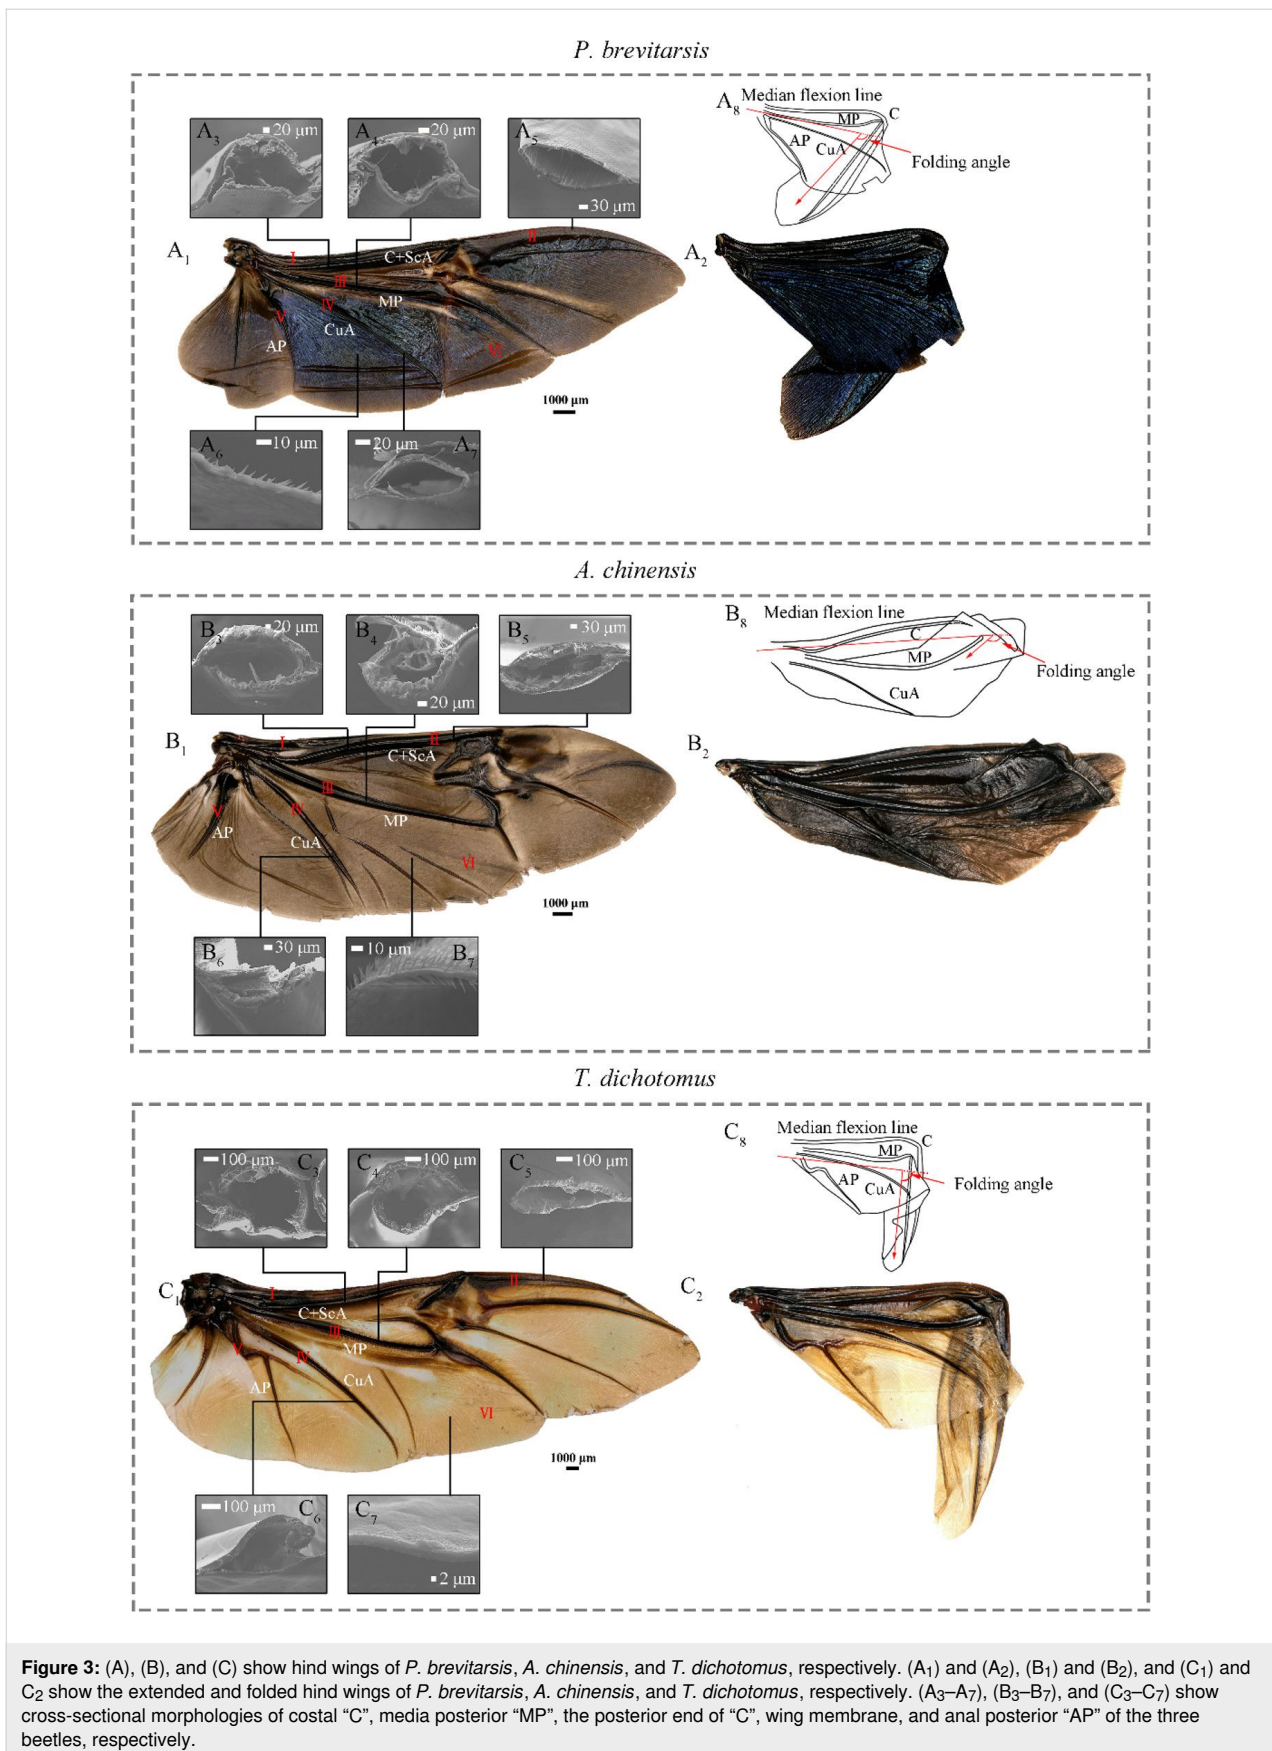 P. brevitarsis
A₃ 20 μm
A₄ 20 μm
A₅ 30 μm
A₈ Median flexion line
MP C
AP CuA
Folding angle
A₁
I
C+ScA
II
III
MP
IV
V
CuA
AP
VI
1000 μm
A₂
A₆ 10 μm
20 μm A₇
A. chinensis
B₃ 20 μm
B₄ 20 μm
B₅ 30 μm
B₈ Median flexion line
C
MP
Folding angle
CuA
B₁
I
II
C+ScA
III
IV
V
MP
AP
CuA
VI
1000 μm
B₂
B₆ 30 μm
10 μm B₇
T. dichotomus
100 μm C₃
C₄ 100 μm
C₅ 100 μm
C₈ Median flexion line
C
MP
AP CuA
Folding angle
C₁
I
II
C+ScA
III
MP
V
IV
CuA
AP
VI
1000 μm
C₂
100 μm C₆
C₇
2 μm
Figure 3: (A), (B), and (C) show hind wings of P. brevitarsis, A. chinensis, and T. dichotomus, respectively. (A₁) and (A₂), (B₁) and (B₂), and (C₁) and
C₂ show the extended and folded hind wings of P. brevitarsis, A. chinensis, and T. dichotomus, respectively. (A₃–A₇), (B₃–B₇), and (C₃–C₇) show
cross-sectional morphologies of costal “C”, media posterior “MP”, the posterior end of “C”, wing membrane, and anal posterior “AP” of the three
beetles, respectively.